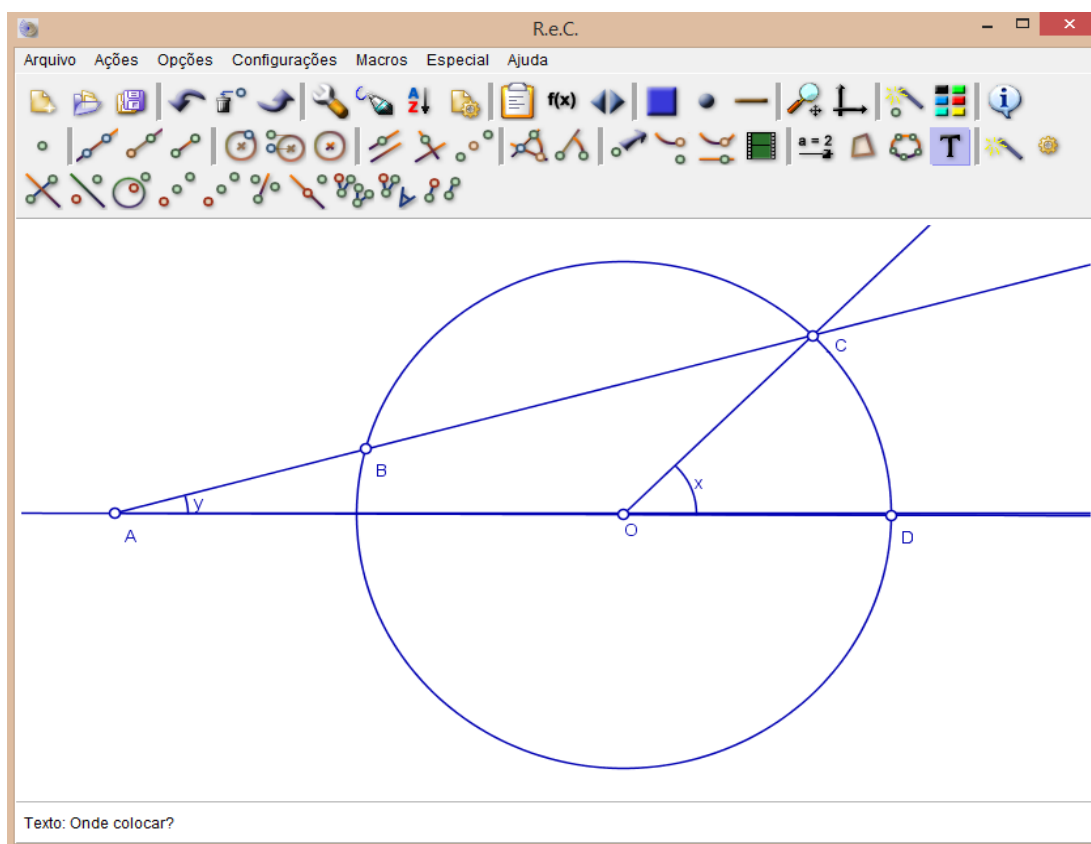 R.e.C.
Arquivo Ações Opções Configurações Macros Especial Ajuda
A Z f(x) i
a = 2 T
C
B
x
y
A O D
Texto: Onde colocar?